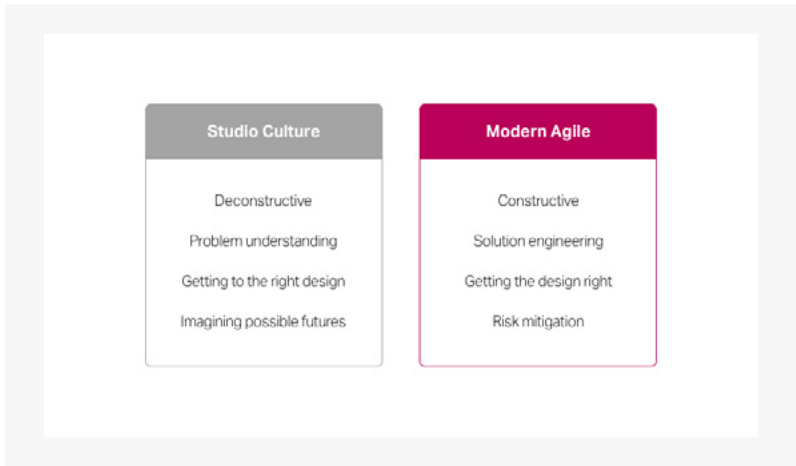 Studio Culture
Deconstructive
Problem understanding
Getting to the right design
Imagining possible futures
Modern Agile
Constructive
Solution engineering
Getting the design right
Risk mitigation